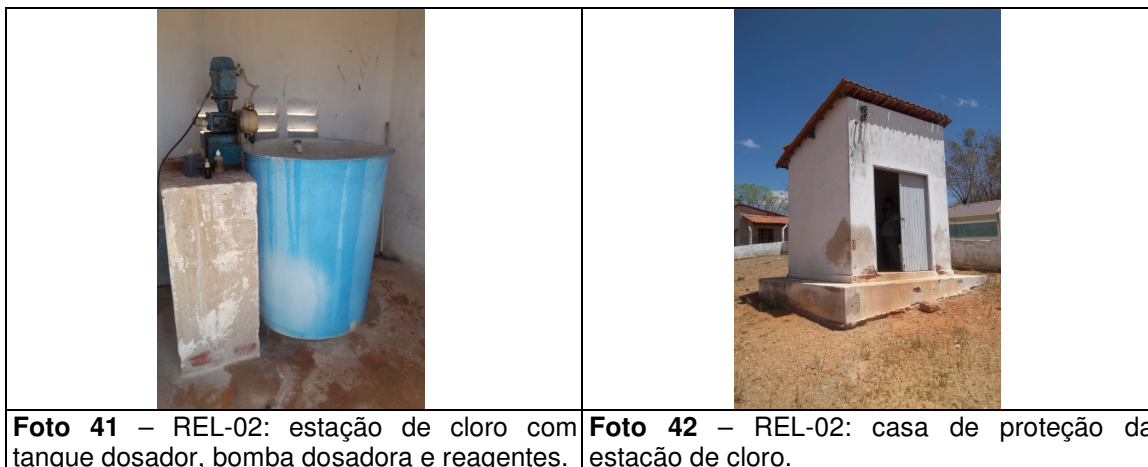 Foto 41 – REL-02: estação de cloro com
tanque dosador, bomba dosadora e reagentes.
Foto 42 – REL-02: casa de proteção da
estação de cloro.